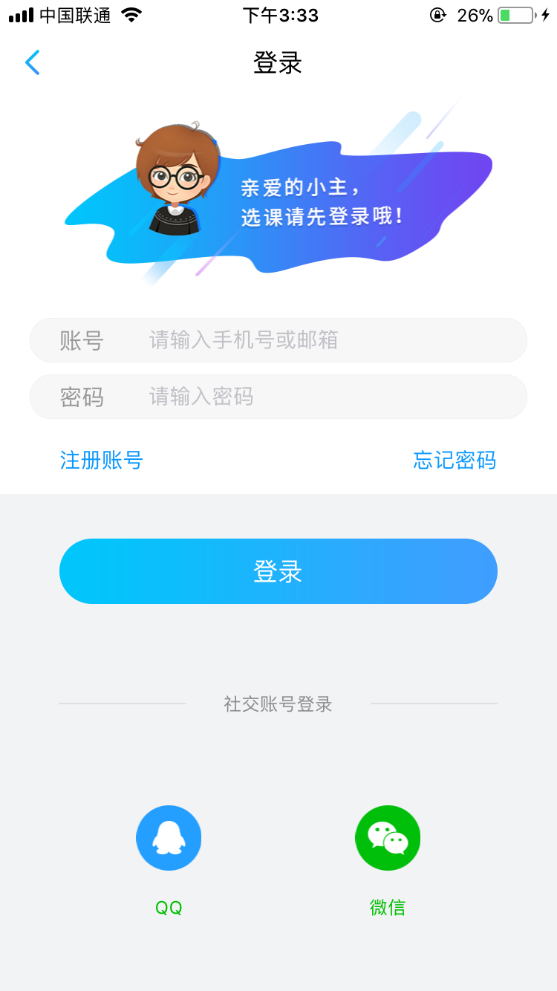 中国联通
下午3:33
26%
登录
亲爱的小主，
选课请先登录哦!
账号 请输入手机号或邮箱
密码 请输入密码
注册账号 忘记密码
登录
社交账号登录
QQ 微信